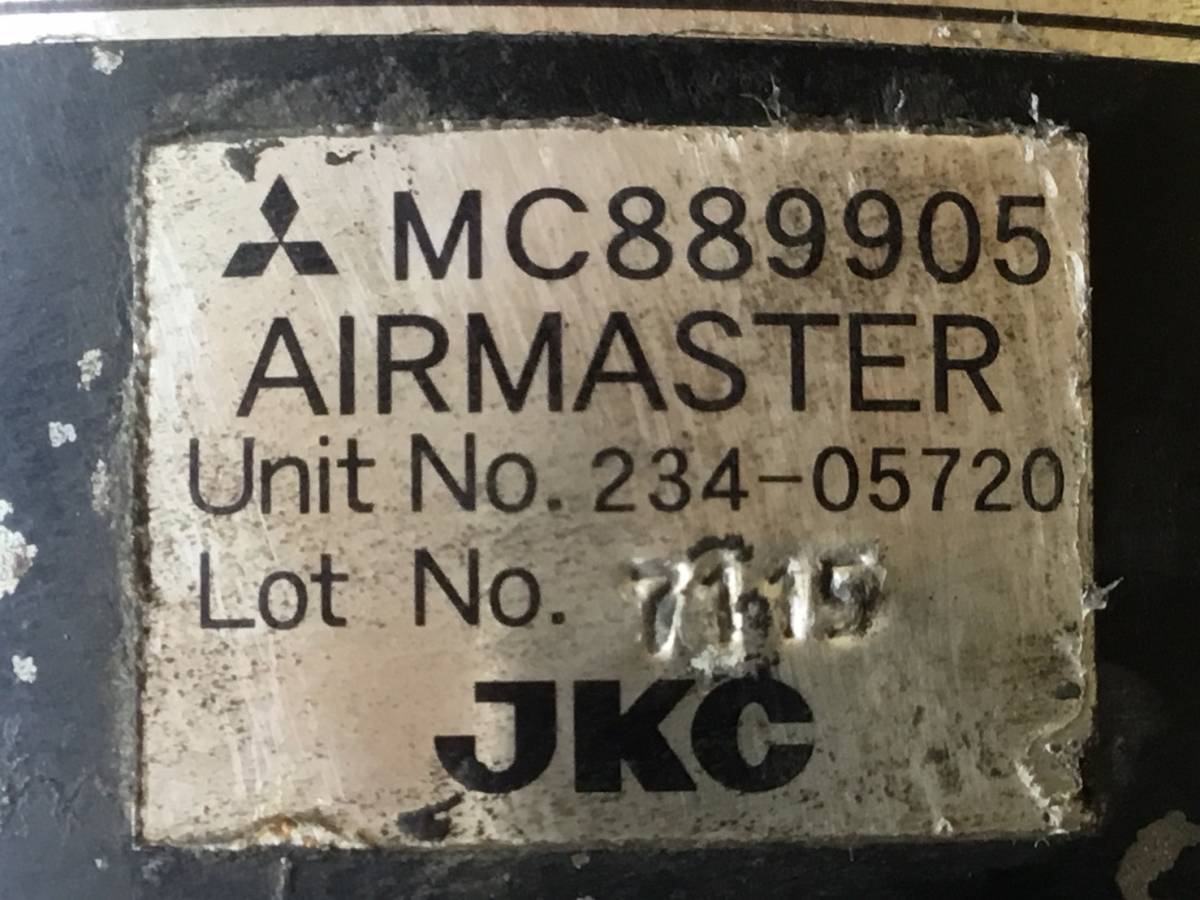 MC889905
AIRMASTER
Unit No. 234-05720
Lot No.
JKC